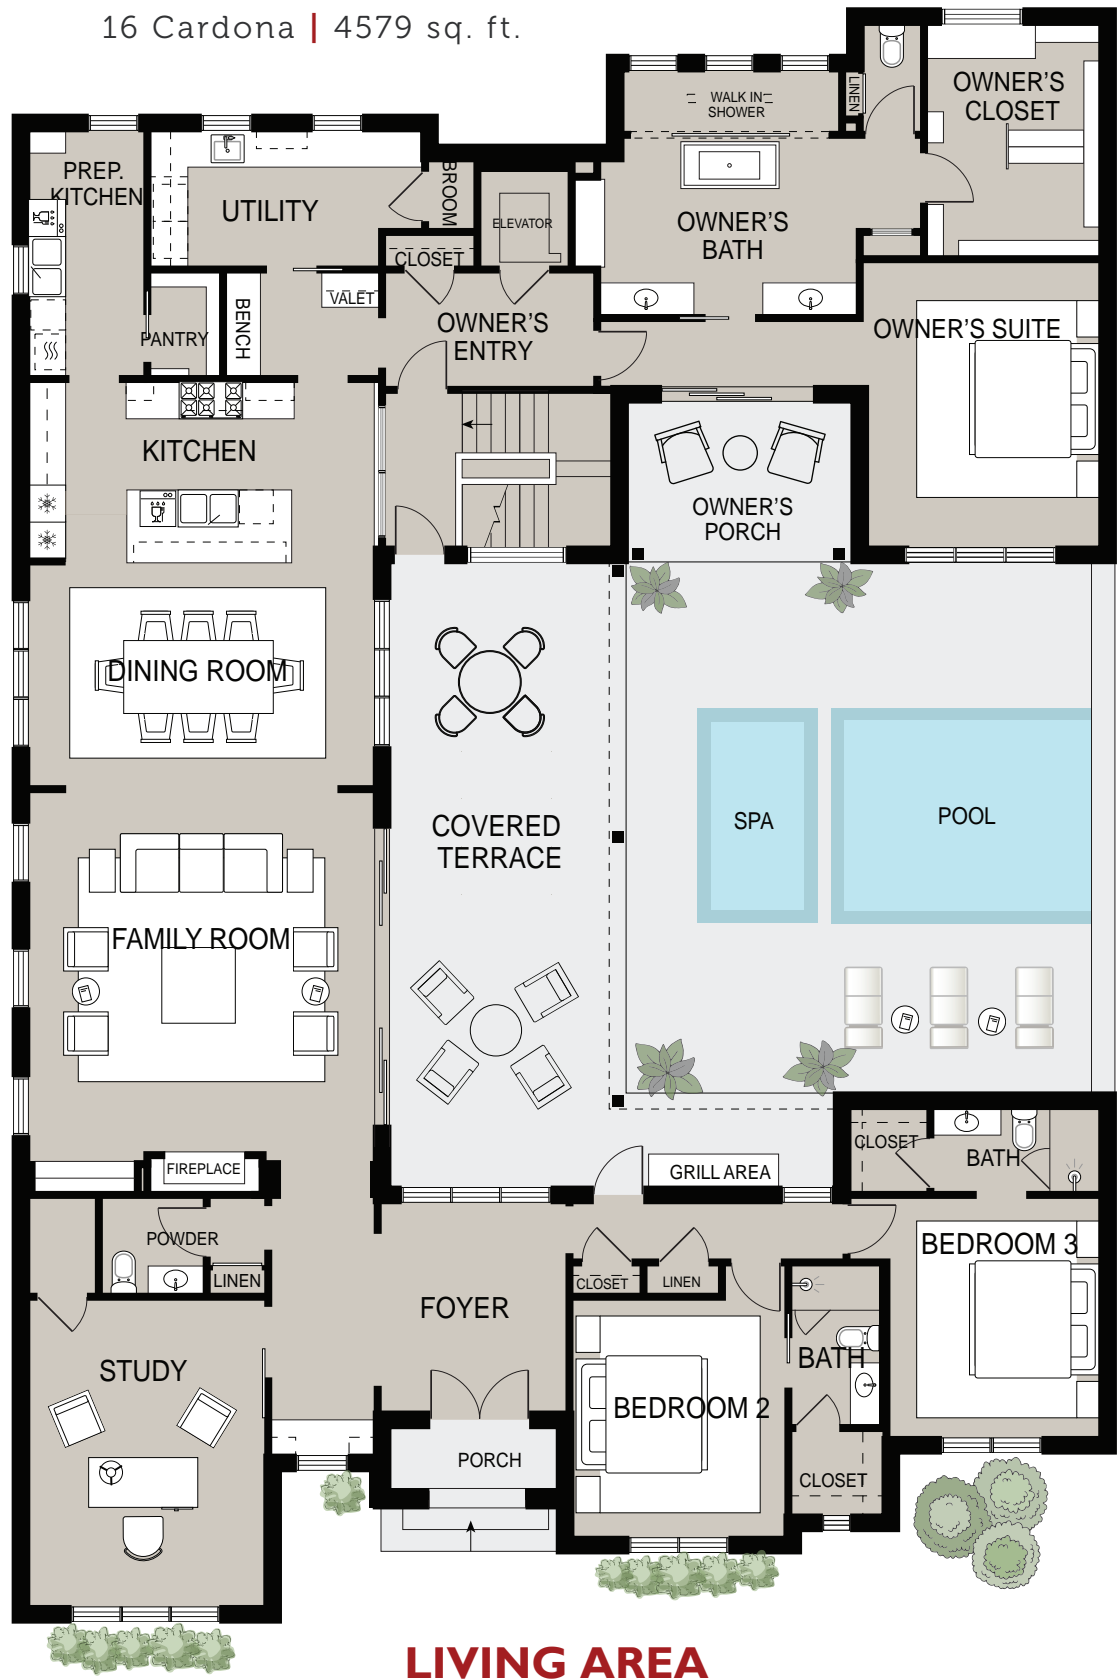 16 Cardona | 4579 sq. ft.
WALK IN
SHOWER
LINEN
OWNER'S
CLOSET
PREP.
KITCHEN
UTILITY
BROOM
ELEVATOR
OWNER'S
BATH
CLOSET
VALET
BENCH
PANTRY
OWNER'S
ENTRY
OWNER'S SUITE
KITCHEN
OWNER'S
PORCH
DINING ROOM
COVERED
TERRACE
SPA
POOL
FAMILY ROOM
FIREPLACE
GRILL AREA
CLOSET
BATH
POWDER
LINEN
BEDROOM 3
CLOSET
LINEN
FOYER
STUDY
BATH
BEDROOM 2
PORCH
CLOSET
LIVING AREA